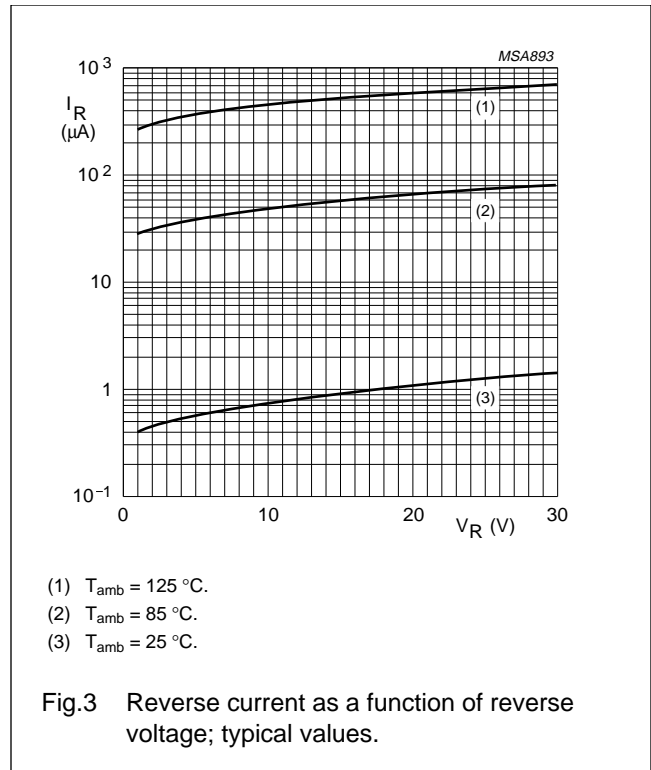 MSA893
10³
I_R
(µA)
10²
10
1
10⁻¹
(1)
(2)
(3)
0
10
20
30
V_R (V)
(1) T_amb = 125 °C.
(2) T_amb = 85 °C.
(3) T_amb = 25 °C.
Fig.3 Reverse current as a function of reverse
voltage; typical values.